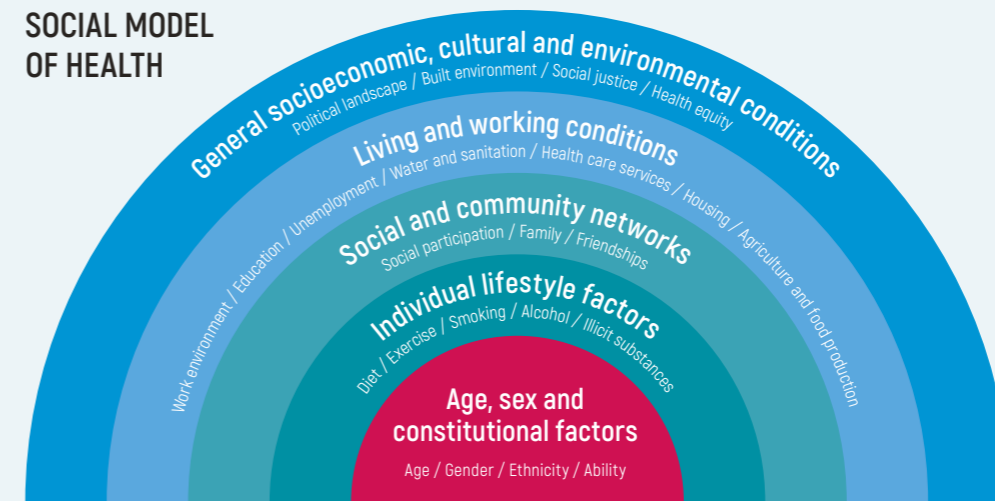 SOCIAL MODEL
OF HEALTH
General socioeconomic, cultural and environmental conditions
Political landscape / Built environment / Social justice / Health equity
Living and working conditions
Work environment / Education / Unemployment / Water and sanitation / Health care services / Housing / Agriculture and food production
Social and community networks
Social participation / Family / Friendships
Individual lifestyle factors
Diet / Exercise / Smoking / Alcohol / Illicit substances
Age, sex and
constitutional factors
Age / Gender / Ethnicity / Ability